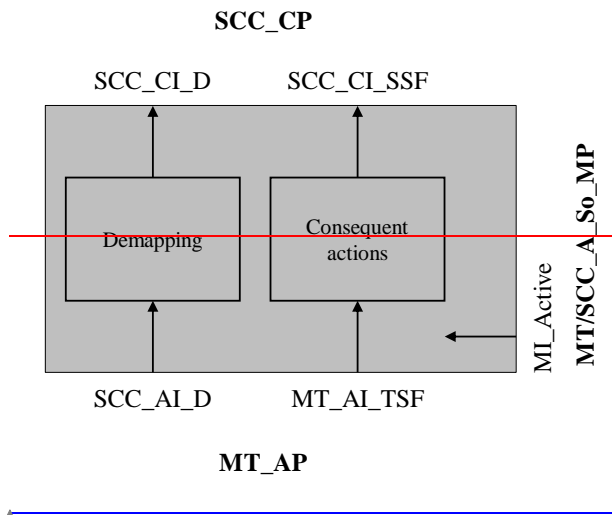 SCC_CP
SCC_CI_D SCC_CI_SSF
Demapping
Consequent
actions
MI_Active
MT/SCC_A_So_MP
SCC_AI_D MT_AI_TSF
MT_AP